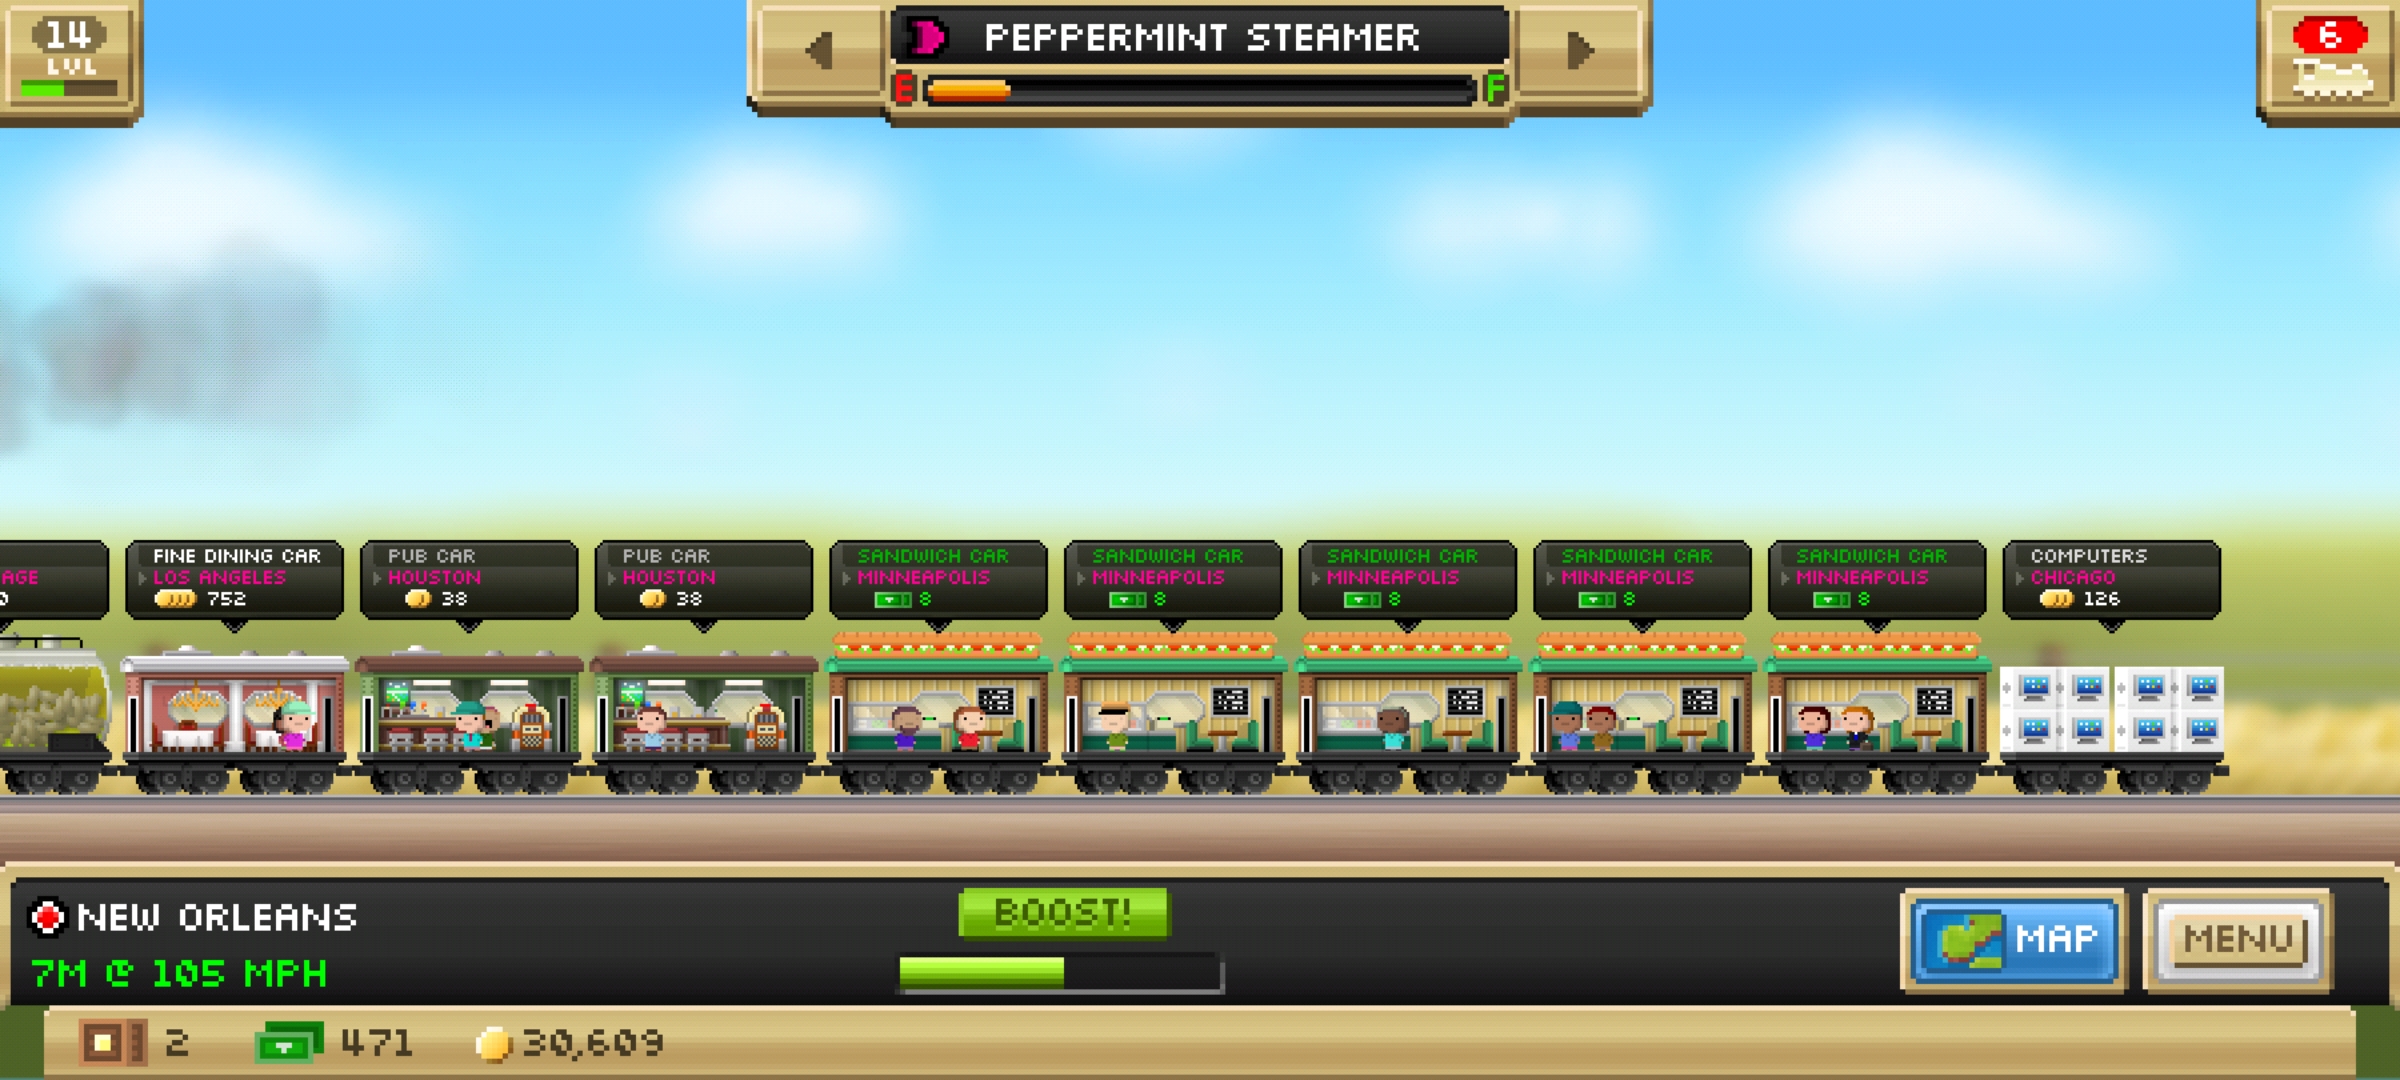 14
LVL
PEPPERMINT STEAMER
E F
6
AGE
FINE DINING CAR
LOS ANGELES
752
PUB CAR
HOUSTON
38
PUB CAR
HOUSTON
38
SANDWICH CAR
MINNEAPOLIS
8
SANDWICH CAR
MINNEAPOLIS
8
SANDWICH CAR
MINNEAPOLIS
8
SANDWICH CAR
MINNEAPOLIS
8
SANDWICH CAR
MINNEAPOLIS
8
COMPUTERS
CHICAGO
126
NEW ORLEANS
7M @ 105 MPH
BOOST!
MAP
MENU
2
471
30,609